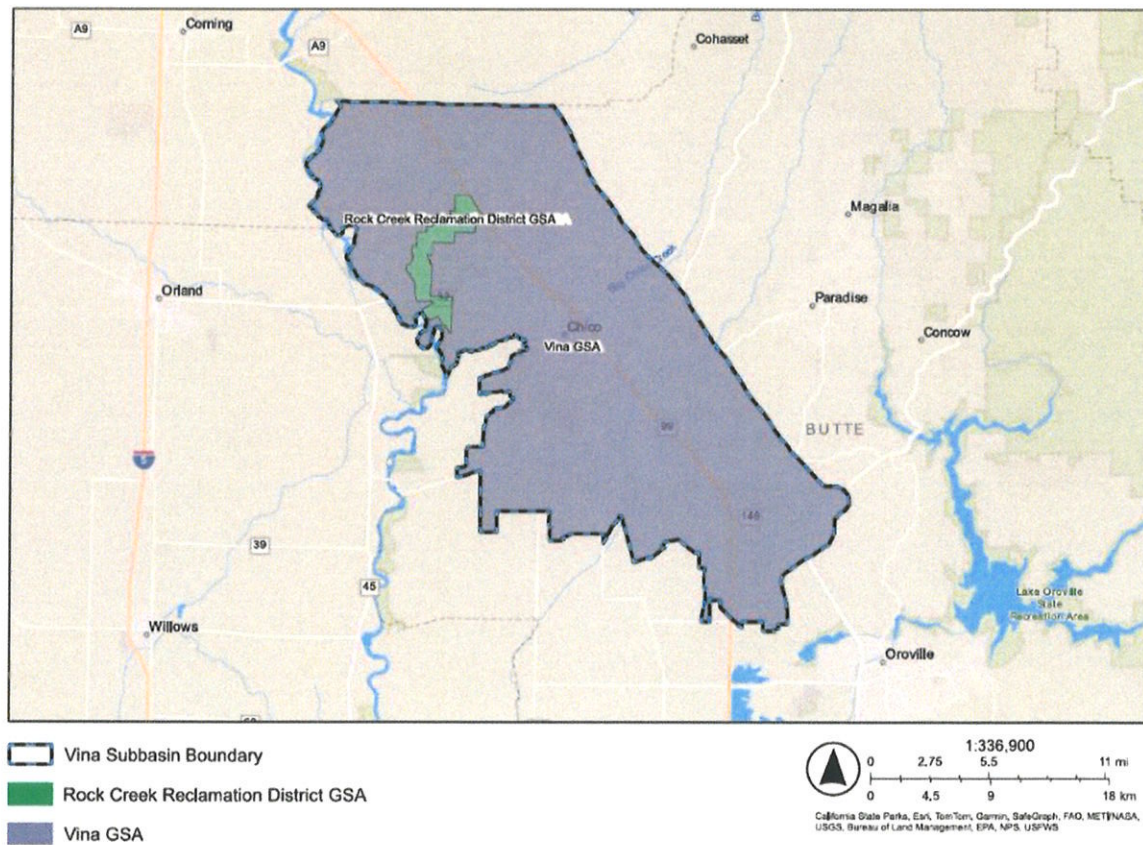 A9
Corning
A9
Cohasset
Rock Creek Reclamation District GSA
Magalia
Orland
Paradise
Chico
Vina GSA
Concow
BUTTE
99
5
149
39
45
Lake Oroville
State
Recreation Area
Willows
Oroville
Vina Subbasin Boundary
Rock Creek Reclamation District GSA
Vina GSA
1:336,900
0 2.75 5.5 11 mi
0 4.5 9 18 km
California State Parks, Esri, TomTom, Garmin, SafeGraph, FAO, METI/NASA,
USGS, Bureau of Land Management, EPA, NPS, USFWS